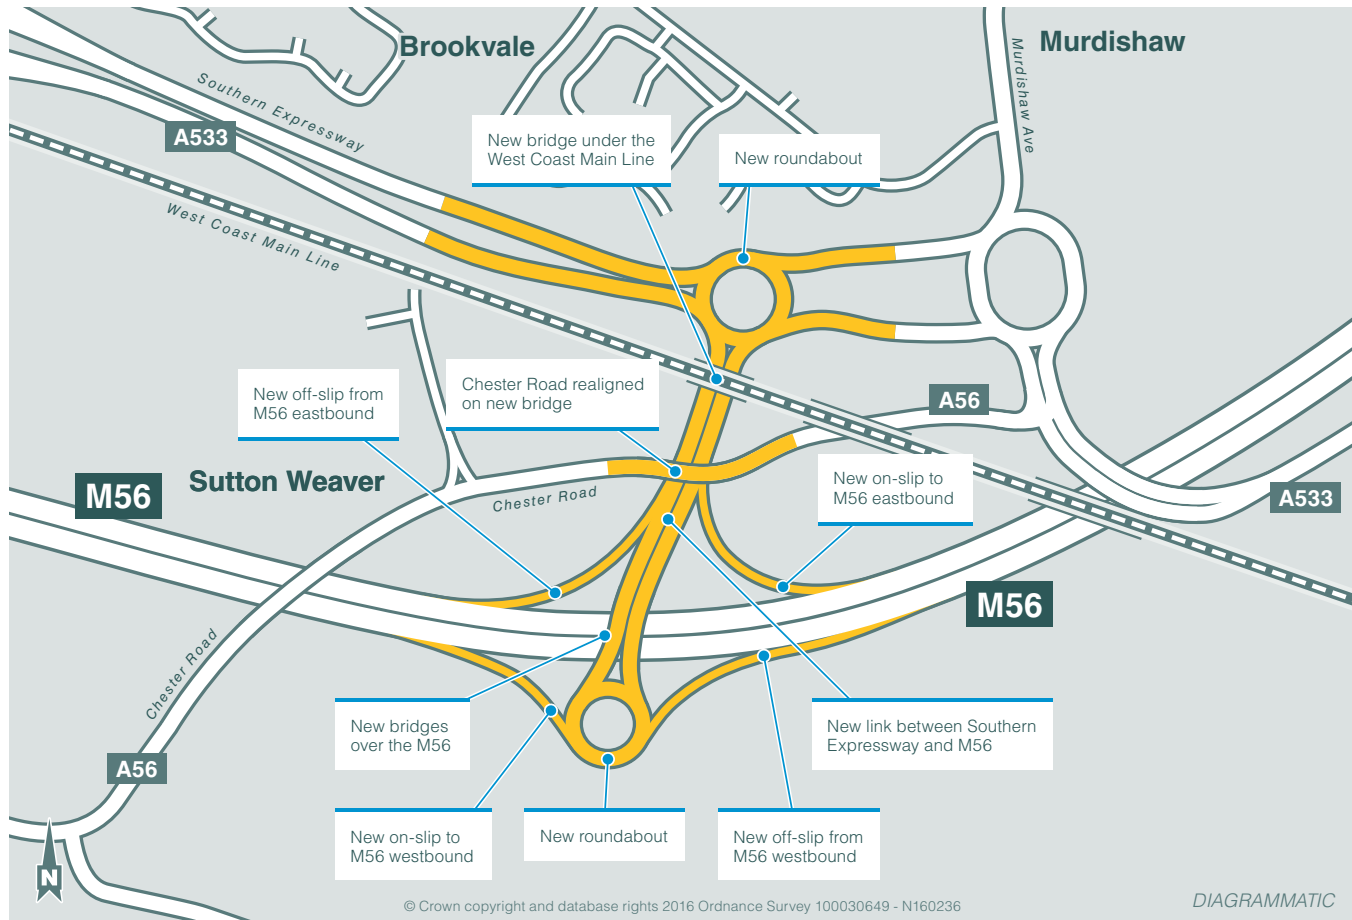 Brookvale
Murdishaw
Southern Expressway
A533
Murdishaw Ave
New bridge under the
West Coast Main Line
New roundabout
West Coast Main Line
New off-slip from
M56 eastbound
Chester Road realigned
on new bridge
A56
M56
Sutton Weaver
Chester Road
New on-slip to
M56 eastbound
A533
M56
Chester Road
New bridges
over the M56
New link between Southern
Expressway and M56
A56
New on-slip to
M56 westbound
New roundabout
New off-slip from
M56 westbound
N
© Crown copyright and database rights 2016 Ordnance Survey 100030649 - N160236
DIAGRAMMATIC